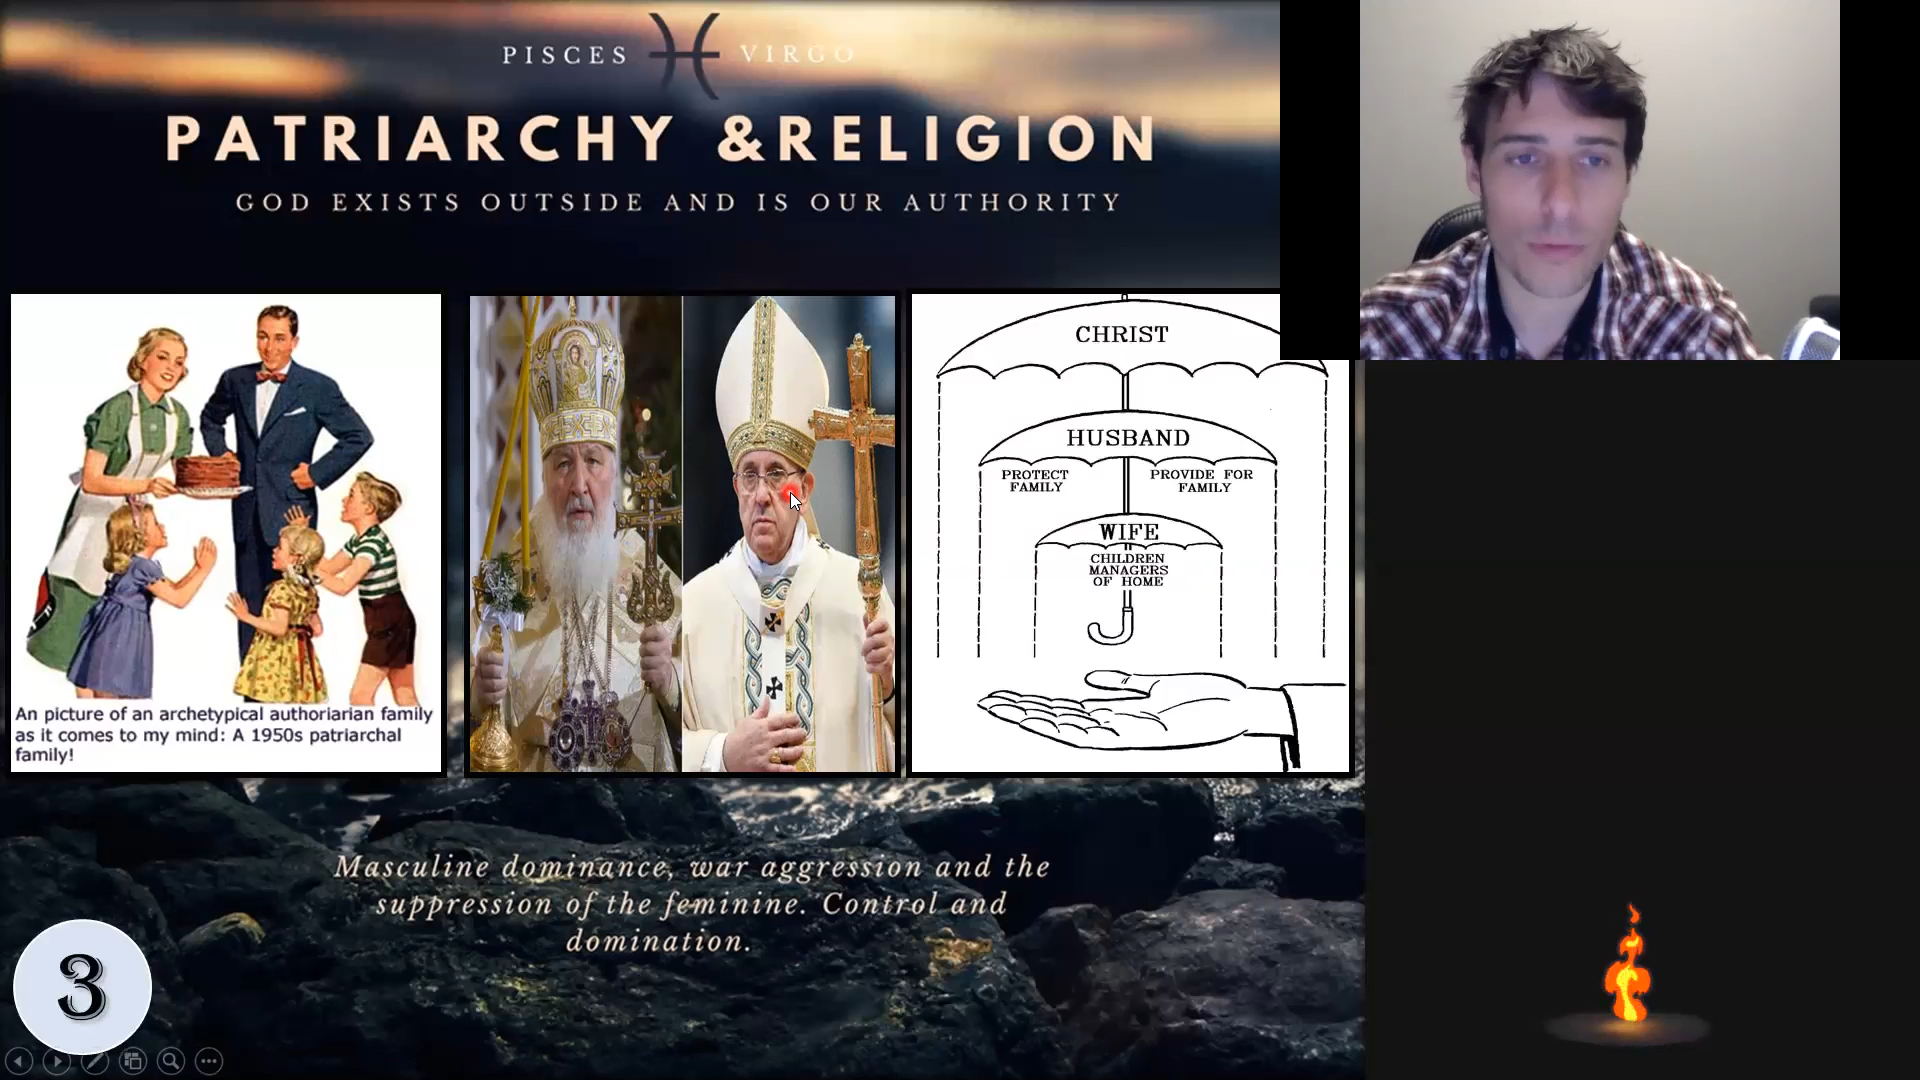 PISCES VIRGO
PATRIARCHY &RELIGION
GOD EXISTS OUTSIDE AND IS OUR AUTHORITY
An picture of an archetypical authoriarian family
as it comes to my mind: A 1950s patriarchal
family!
CHRIST
HUSBAND
PROTECT
FAMILY
PROVIDE FOR
FAMILY
WIFE
CHILDREN
MANAGERS
OF HOME
Masculine dominance, war aggression and the
suppression of the feminine. Control and
domination.
3